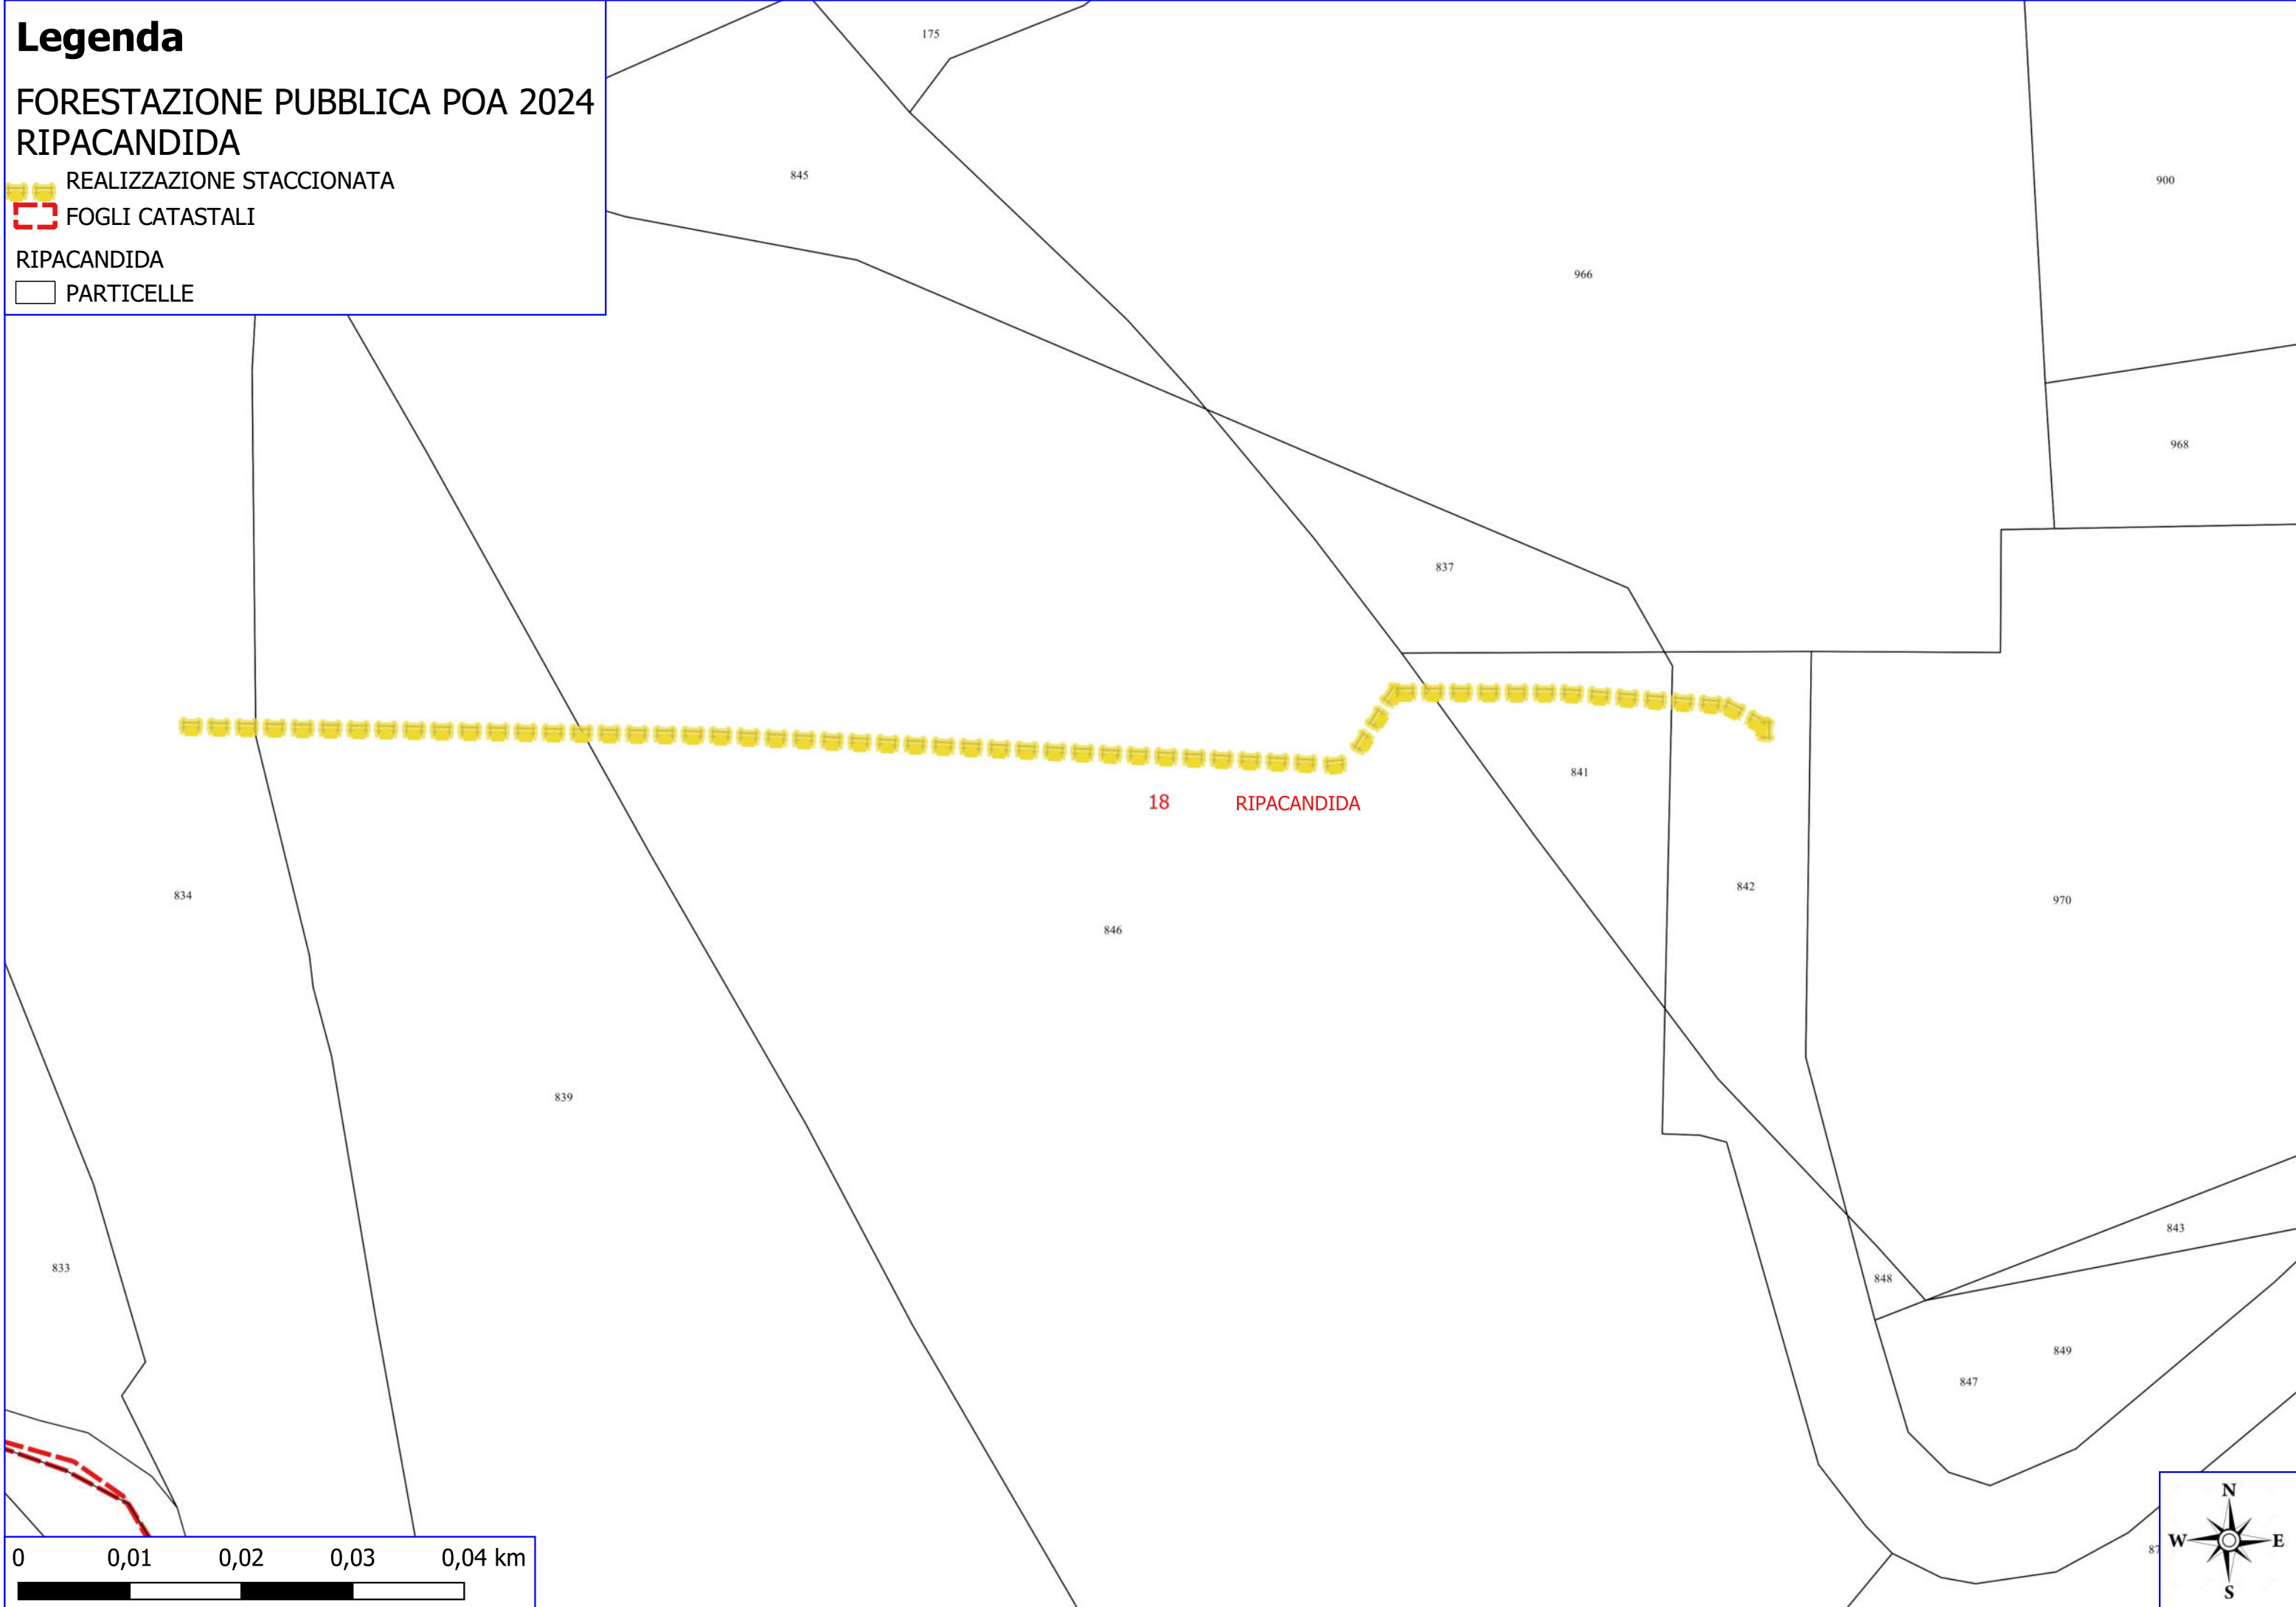 Legenda
FORESTAZIONE PUBBLICA POA 2024
RIPACANDIDA
REALIZZAZIONE STACCIONATA
FOGLI CATASTALI
RIPACANDIDA
PARTICELLE
175
845
900
966
968
837
841
18 RIPACANDIDA
834
842
970
846
839
843
833
848
849
847
0 0,01 0,02 0,03 0,04 km
N
W E
S